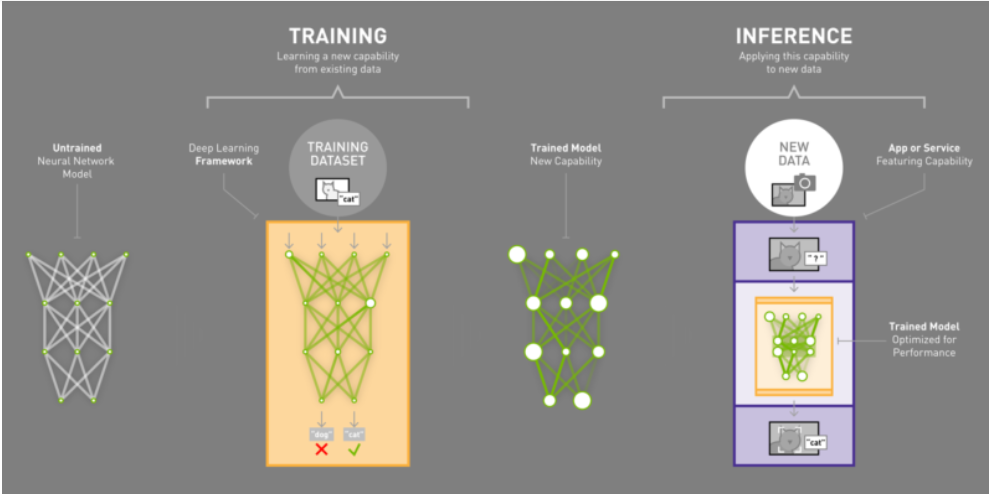 TRAINING
Learning a new capability
from existing data
INFERENCE
Applying this capability
to new data
Untrained
Neural Network
Model
Deep Learning
Framework
TRAINING
DATASET
"cat"
Trained Model
New Capability
NEW
DATA
App or Service
Featuring Capability
"?"
Trained Model
Optimized for
Performance
"dog"
"cat"
"cat"